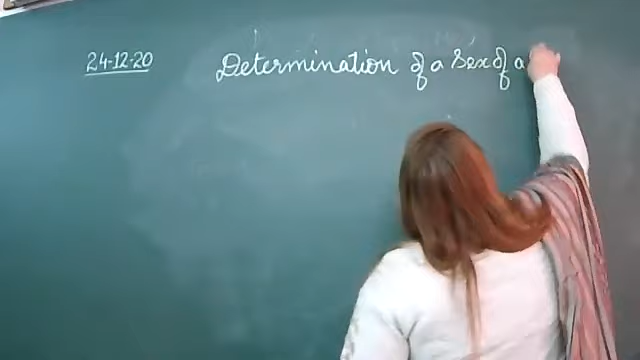 24-12-20
Determination of a Sex of a